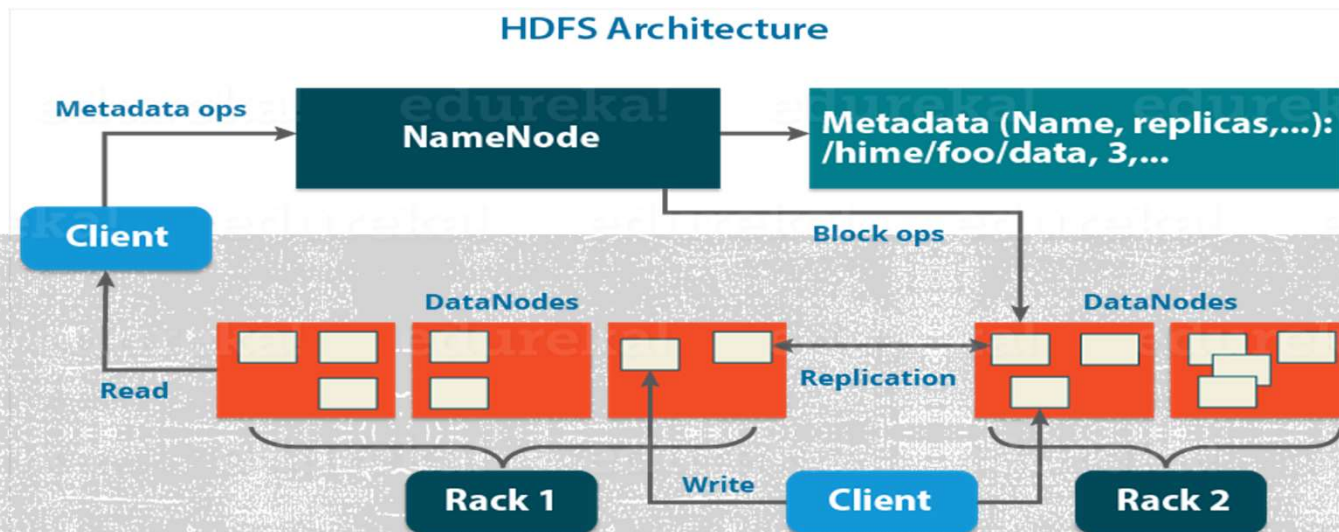 HDFS Architecture
Metadata ops
NameNode
Metadata (Name, replicas,...):
/hime/foo/data, 3,...
Client
Block ops
DataNodes
DataNodes
Read
Replication
Rack 1
Write
Client
Rack 2
edureka!